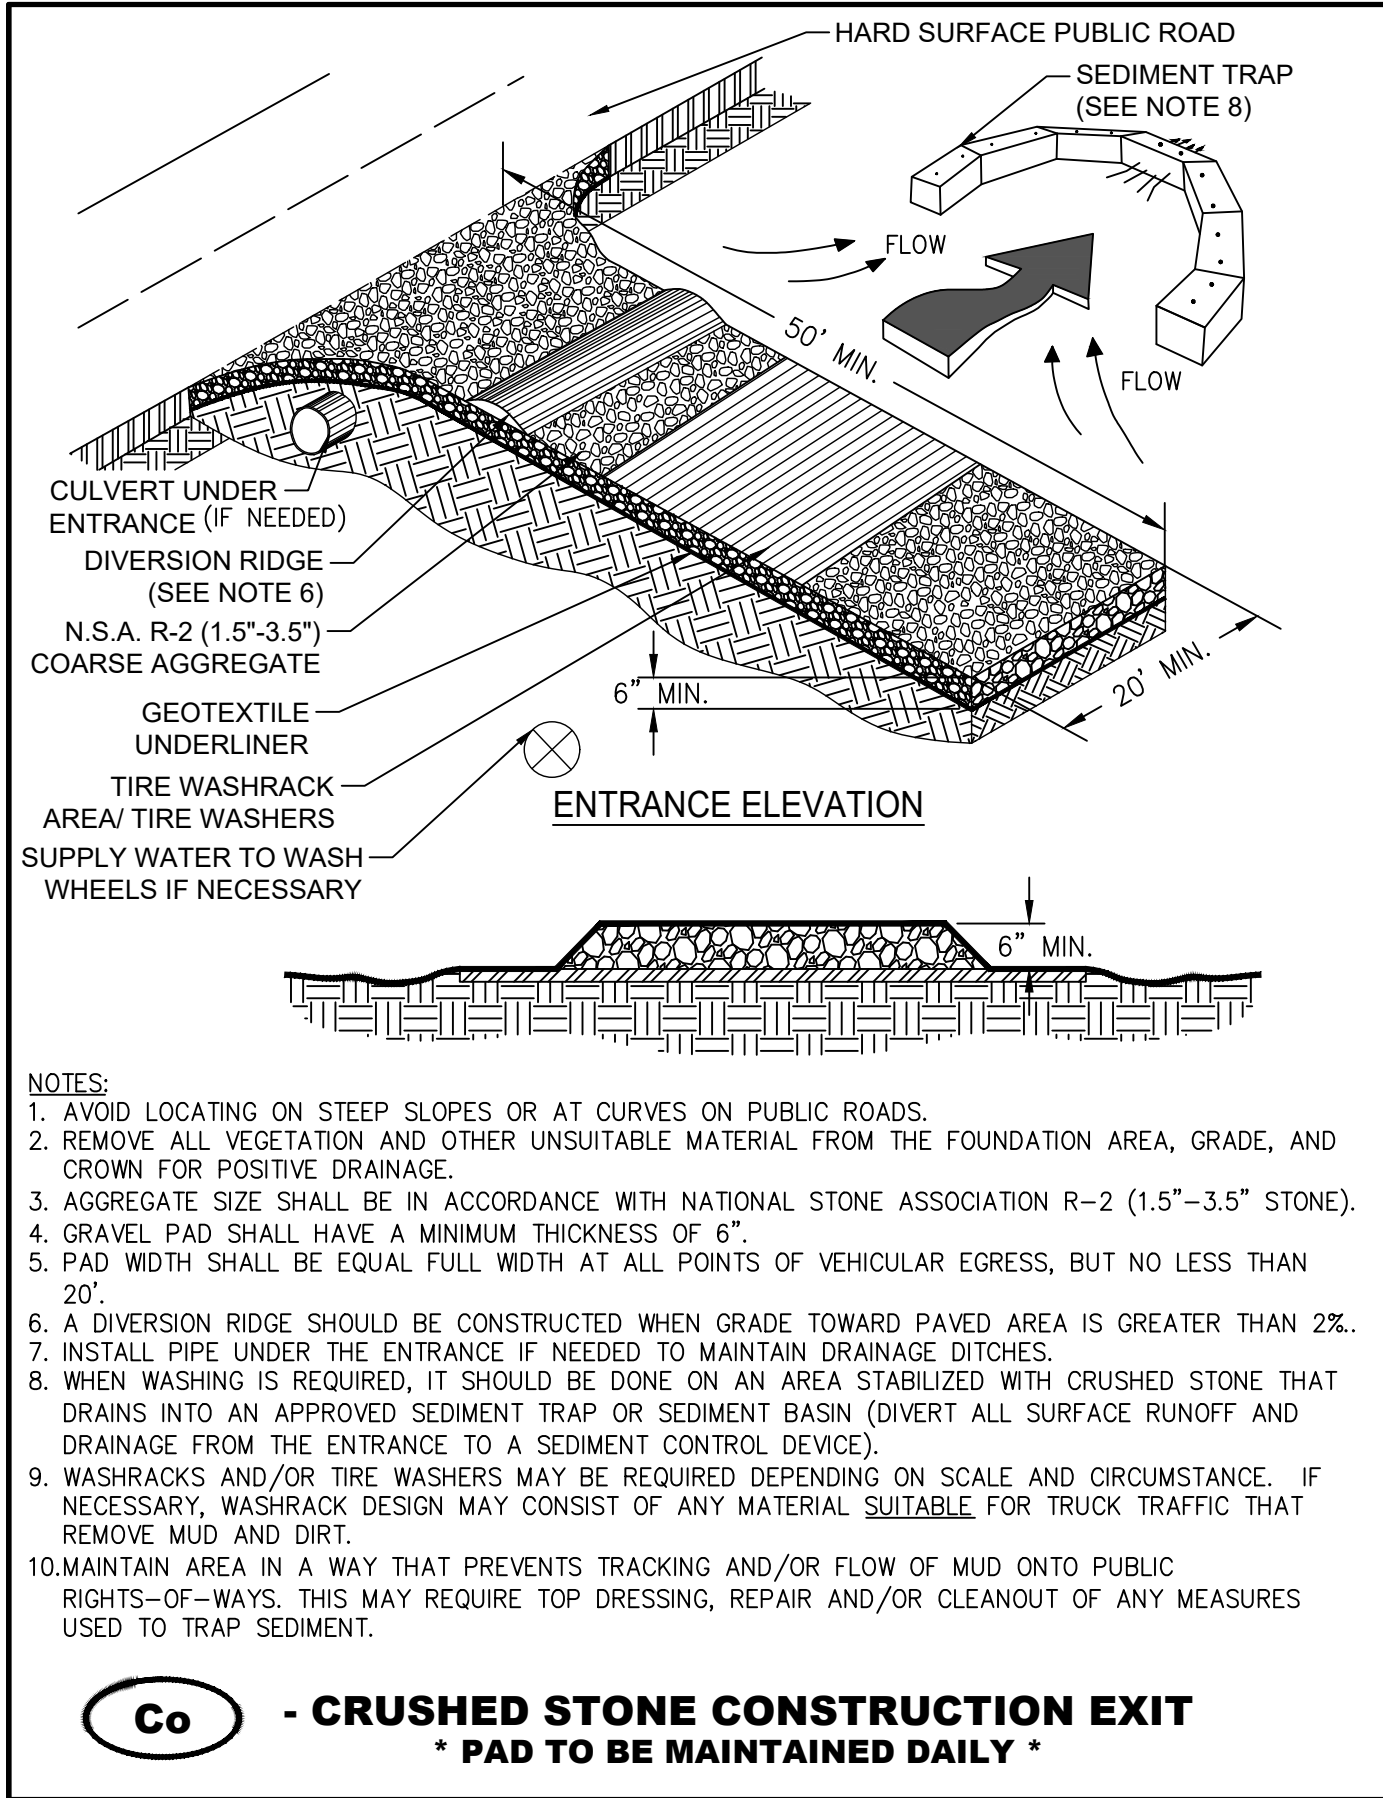 HARD SURFACE PUBLIC ROAD
SEDIMENT TRAP
(SEE NOTE 8)
FLOW
50' MIN.
FLOW
CULVERT UNDER
ENTRANCE (IF NEEDED)
DIVERSION RIDGE
(SEE NOTE 6)
N.S.A. R-2 (1.5"-3.5")
COARSE AGGREGATE
6” MIN.
20' MIN.
GEOTEXTILE
UNDERLINER
TIRE WASHRACK
AREA/ TIRE WASHERS
ENTRANCE ELEVATION
SUPPLY WATER TO WASH
WHEELS IF NECESSARY
6” MIN.
NOTES:
1. AVOID LOCATING ON STEEP SLOPES OR AT CURVES ON PUBLIC ROADS.
2. REMOVE ALL VEGETATION AND OTHER UNSUITABLE MATERIAL FROM THE FOUNDATION AREA, GRADE, AND
CROWN FOR POSITIVE DRAINAGE.
3. AGGREGATE SIZE SHALL BE IN ACCORDANCE WITH NATIONAL STONE ASSOCIATION R-2 (1.5”-3.5” STONE).
4. GRAVEL PAD SHALL HAVE A MINIMUM THICKNESS OF 6”.
5. PAD WIDTH SHALL BE EQUAL FULL WIDTH AT ALL POINTS OF VEHICULAR EGRESS, BUT NO LESS THAN
20'.
6. A DIVERSION RIDGE SHOULD BE CONSTRUCTED WHEN GRADE TOWARD PAVED AREA IS GREATER THAN 2%..
7. INSTALL PIPE UNDER THE ENTRANCE IF NEEDED TO MAINTAIN DRAINAGE DITCHES.
8. WHEN WASHING IS REQUIRED, IT SHOULD BE DONE ON AN AREA STABILIZED WITH CRUSHED STONE THAT
DRAINS INTO AN APPROVED SEDIMENT TRAP OR SEDIMENT BASIN (DIVERT ALL SURFACE RUNOFF AND
DRAINAGE FROM THE ENTRANCE TO A SEDIMENT CONTROL DEVICE).
9. WASHRACKS AND/OR TIRE WASHERS MAY BE REQUIRED DEPENDING ON SCALE AND CIRCUMSTANCE. IF
NECESSARY, WASHRACK DESIGN MAY CONSIST OF ANY MATERIAL SUITABLE FOR TRUCK TRAFFIC THAT
REMOVE MUD AND DIRT.
10.MAINTAIN AREA IN A WAY THAT PREVENTS TRACKING AND/OR FLOW OF MUD ONTO PUBLIC
RIGHTS-OF-WAYS. THIS MAY REQUIRE TOP DRESSING, REPAIR AND/OR CLEANOUT OF ANY MEASURES
USED TO TRAP SEDIMENT.
Co - CRUSHED STONE CONSTRUCTION EXIT
* PAD TO BE MAINTAINED DAILY *